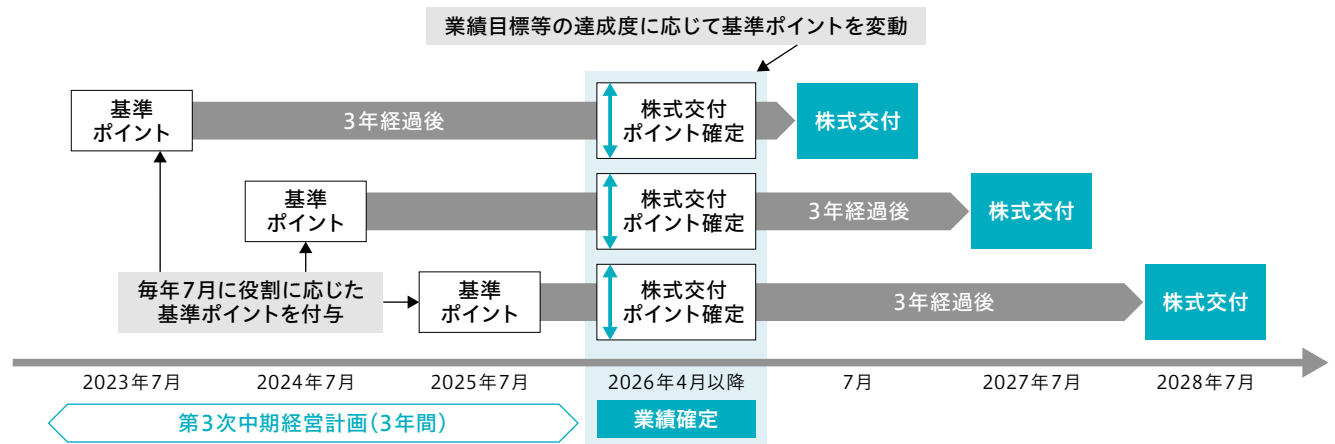 業績目標等の達成度に応じて基準ポイントを変動
基準
ポイント
3年経過後
株式交付
ポイント確定
株式交付
基準
ポイント
株式交付
ポイント確定
3年経過後
株式交付
毎年7月に役割に応じた
基準ポイントを付与
基準
ポイント
株式交付
ポイント確定
3年経過後
株式交付
2023年7月
2024年7月
2025年7月
2026年4月以降
7月
2027年7月
2028年7月
第3次中期経営計画(3年間)
業績確定